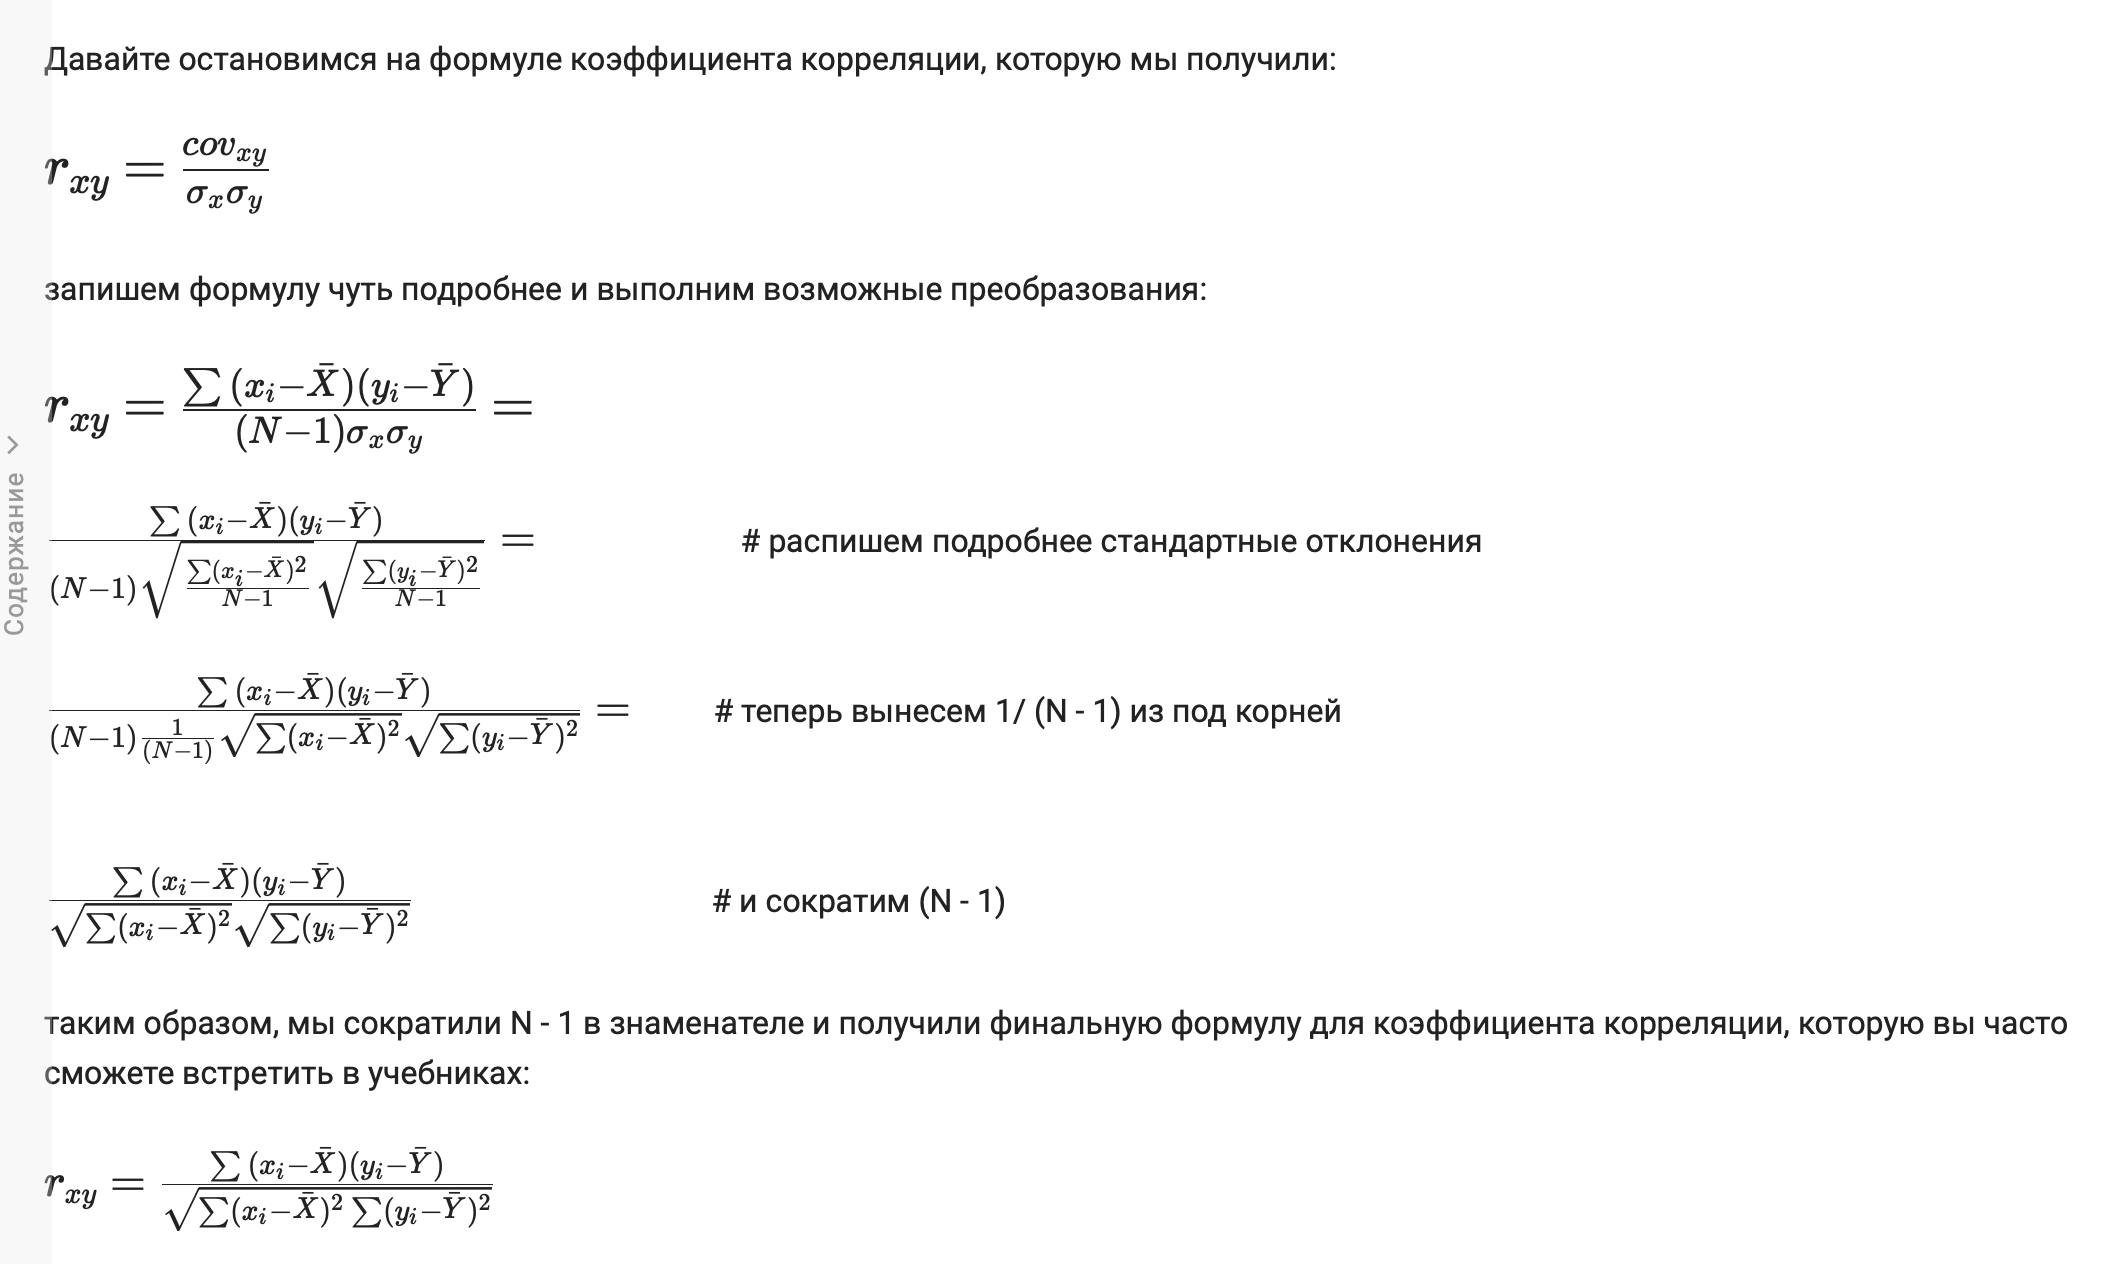 Давайте остановимся на формуле коэффициента корреляции, которую мы получили:
$r_{xy} = \frac{cov_{xy}}{\sigma_x \sigma_y}$
запишем формулу чуть подробнее и выполним возможные преобразования:
$r_{xy} = \frac{\sum (x_i - \bar{X})(y_i - \bar{Y})}{(N-1)\sigma_x \sigma_y} =$
Содержание
$\frac{\sum (x_i - \bar{X})(y_i - \bar{Y})}{(N-1)\sqrt{\frac{\sum (x_i - \bar{X})^2}{N-1}}\sqrt{\frac{\sum (y_i - \bar{Y})^2}{N-1}}} =$ # распишем подробнее стандартные отклонения
$\frac{\sum (x_i - \bar{X})(y_i - \bar{Y})}{(N-1)\frac{1}{(N-1)}\sqrt{\sum (x_i - \bar{X})^2}\sqrt{\sum (y_i - \bar{Y})^2}} =$ # теперь вынесем 1/ (N - 1) из под корней
$\frac{\sum (x_i - \bar{X})(y_i - \bar{Y})}{\sqrt{\sum (x_i - \bar{X})^2}\sqrt{\sum (y_i - \bar{Y})^2}}$ # и сократим (N - 1)
таким образом, мы сократили N - 1 в знаменателе и получили финальную формулу для коэффициента корреляции, которую вы часто
сможете встретить в учебниках:
$r_{xy} = \frac{\sum (x_i - \bar{X})(y_i - \bar{Y})}{\sqrt{\sum (x_i - \bar{X})^2 \sum (y_i - \bar{Y})^2}}$